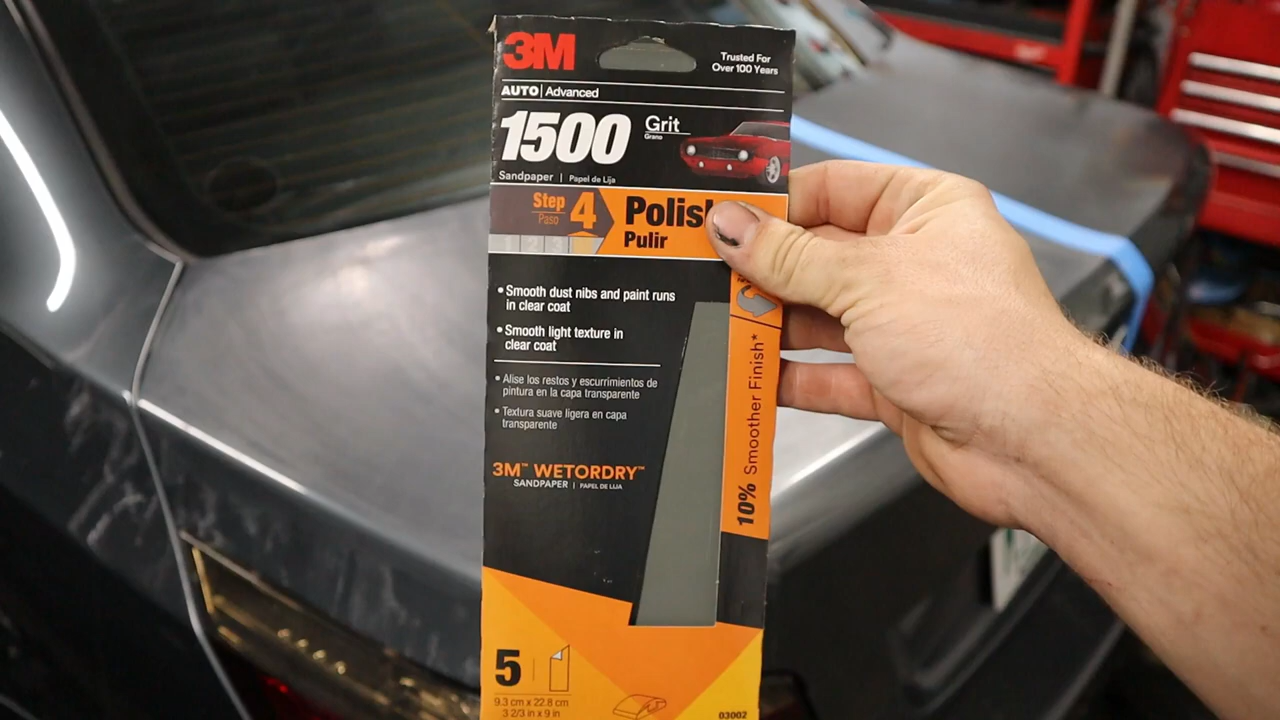 3M
Trusted For
Over 100 Years
AUTO | Advanced
1500 Grit
Grano
Sandpaper | Papel de Lija
Step 4
Paso
Pulir
1 2 3
• Smooth dust nibs and paint runs
in clear coat
• Smooth light texture in
clear coat
• Alise los restos y escurrimientos de
pintura en la capa transparente
• Textura suave ligera en capa
transparente
10% Smoother Finish*
3M™ WETORDRY™
SANDPAPER | PAPEL DE LIJA
5
9.3 cm x 22.8 cm
3 2/3 in x 9 in
03002